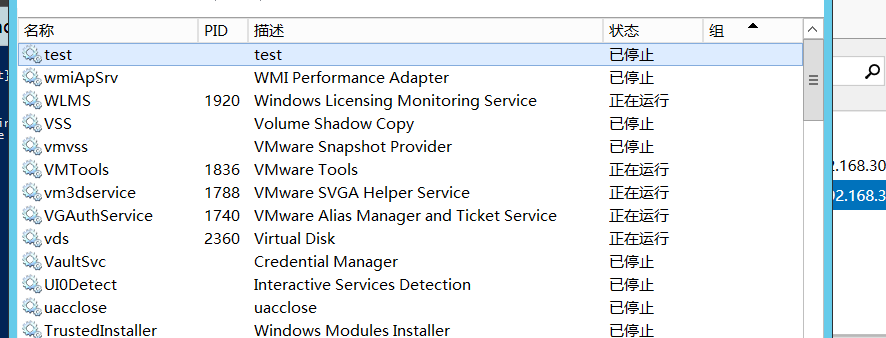 名称 PID 描述 状态 组
test test 已停止
wmiApSrv WMI Performance Adapter 已停止
WLMS 1920 Windows Licensing Monitoring Service 正在运行
VSS Volume Shadow Copy 已停止
vmvss VMware Snapshot Provider 已停止
VMTools 1836 VMware Tools 正在运行
vm3dservice 1788 VMware SVGA Helper Service 正在运行
VGAuthService 1740 VMware Alias Manager and Ticket Service 正在运行
vds 2360 Virtual Disk 正在运行
VaultSvc Credential Manager 已停止
UI0Detect Interactive Services Detection 已停止
uacclose uacclose 已停止
TrustedInstaller Windows Modules Installer 已停止
2.168.30
02.168.3